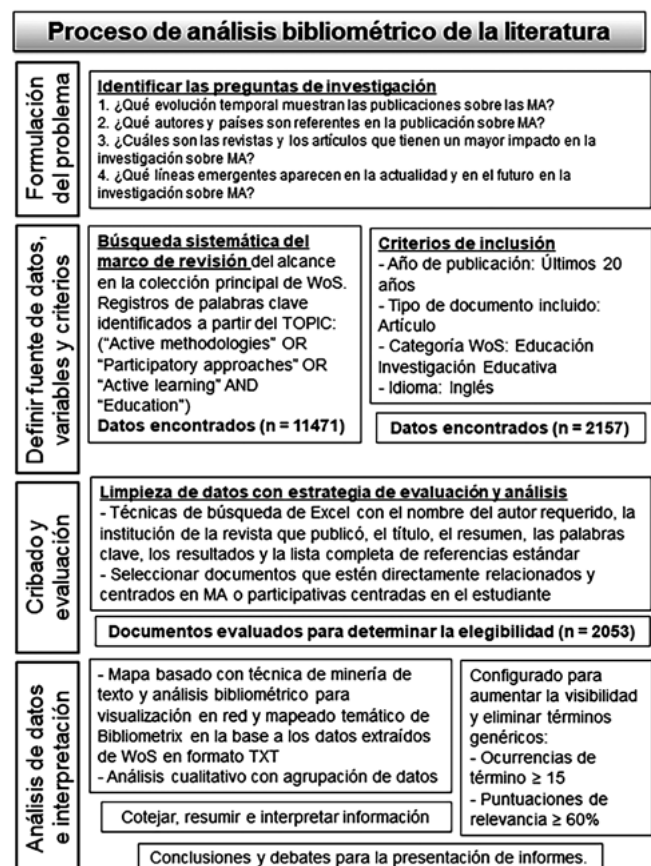 Proceso de análisis bibliométrico de la literatura
Formulación
del problema
Identificar las preguntas de investigación
1. ¿Qué evolución temporal muestran las publicaciones sobre las MA?
2. ¿Qué autores y países son referentes en la publicación sobre MA?
3. ¿Cuáles son las revistas y los artículos que tienen un mayor impacto en la
investigación sobre MA?
4. ¿Qué líneas emergentes aparecen en la actualidad y en el futuro en la
investigación sobre MA?
Definir fuente de datos,
variables y criterios
Búsqueda sistemática del
marco de revisión del alcance
en la colección principal de WoS.
Registros de palabras clave
identificados a partir del TOPIC:
("Active methodologies" OR
"Participatory approaches" OR
"Active learning" AND
"Education")
Datos encontrados (n = 11471)
Criterios de inclusión
- Año de publicación: Últimos 20
años
- Tipo de documento incluido:
Artículo
- Categoría WoS: Educación
Investigación Educativa
- Idioma: Inglés
Datos encontrados (n = 2157)
Cribado y
evaluación
Limpieza de datos con estrategia de evaluación y análisis
- Técnicas de búsqueda de Excel con el nombre del autor requerido, la
institución de la revista que publicó, el título, el resumen, las palabras
clave, los resultados y la lista completa de referencias estándar
- Seleccionar documentos que estén directamente relacionados y
centrados en MA o participativas centradas en el estudiante
Documentos evaluados para determinar la elegibilidad (n = 2053)
Análisis de datos
e interpretación
- Mapa basado con técnica de minería de
texto y análisis bibliométrico para
visualización en red y mapeado temático de
Bibliometrix en la base a los datos extraídos
de WoS en formato TXT
- Análisis cualitativo con agrupación de datos
Configurado para
aumentar la visibilidad
y eliminar términos
genéricos:
- Ocurrencias de
término ≥ 15
- Puntuaciones de
relevancia ≥ 60%
Cotejar, resumir e interpretar información
Conclusiones y debates para la presentación de informes.